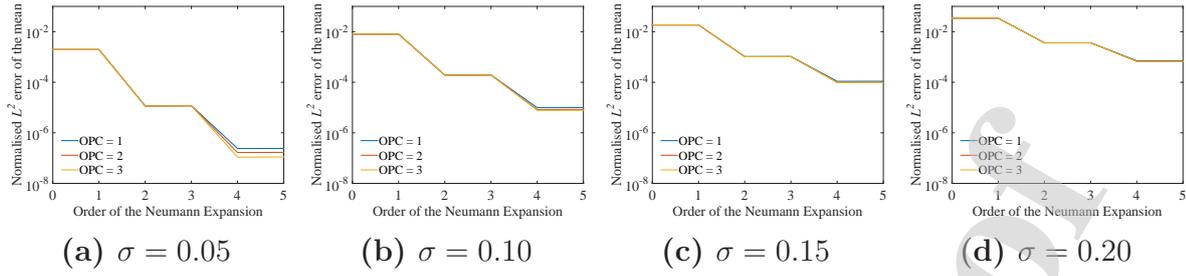 Normalised L² error of the mean
10⁻²
10⁻⁴
10⁻⁶
10⁻⁸
OPC = 1
OPC = 2
OPC = 3
0 1 2 3 4 5
Order of the Neumann Expansion
(a) σ = 0.05
Normalised L² error of the mean
10⁻²
10⁻⁴
10⁻⁶
10⁻⁸
OPC = 1
OPC = 2
OPC = 3
0 1 2 3 4 5
Order of the Neumann Expansion
(b) σ = 0.10
Normalised L² error of the mean
10⁻²
10⁻⁴
10⁻⁶
10⁻⁸
OPC = 1
OPC = 2
OPC = 3
0 1 2 3 4 5
Order of the Neumann Expansion
(c) σ = 0.15
Normalised L² error of the mean
10⁻²
10⁻⁴
10⁻⁶
10⁻⁸
OPC = 1
OPC = 2
OPC = 3
0 1 2 3 4 5
Order of the Neumann Expansion
(d) σ = 0.20
of